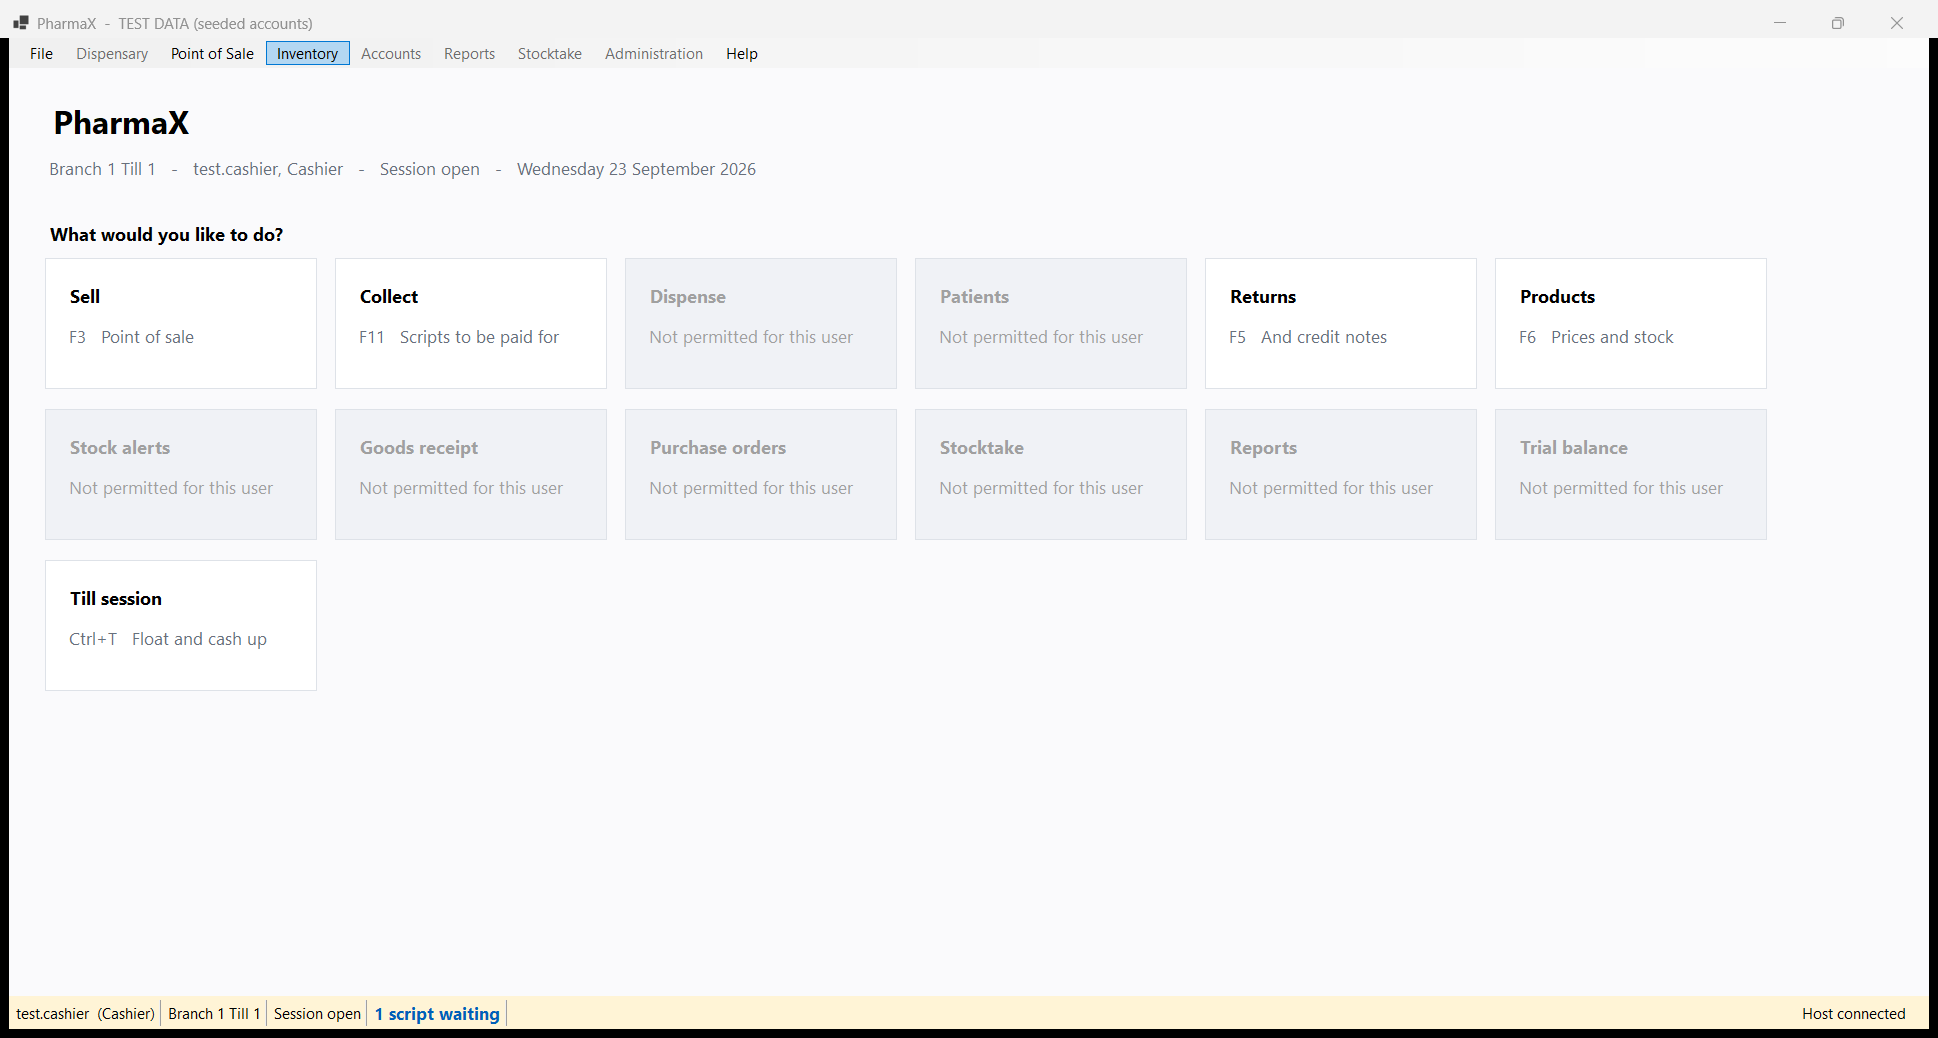 PharmaX - TEST DATA (seeded accounts)
File Dispensary Point of Sale Inventory Accounts Reports Stocktake Administration Help
PharmaX
Branch 1 Till 1 - test.cashier, Cashier - Session open - Wednesday 23 September 2026
What would you like to do?
Sell
F3 Point of sale
Collect
F11 Scripts to be paid for
Dispense
Not permitted for this user
Patients
Not permitted for this user
Returns
F5 And credit notes
Products
F6 Prices and stock
Stock alerts
Not permitted for this user
Goods receipt
Not permitted for this user
Purchase orders
Not permitted for this user
Stocktake
Not permitted for this user
Reports
Not permitted for this user
Trial balance
Not permitted for this user
Till session
Ctrl+T Float and cash up
test.cashier (Cashier) Branch 1 Till 1 Session open 1 script waiting Host connected